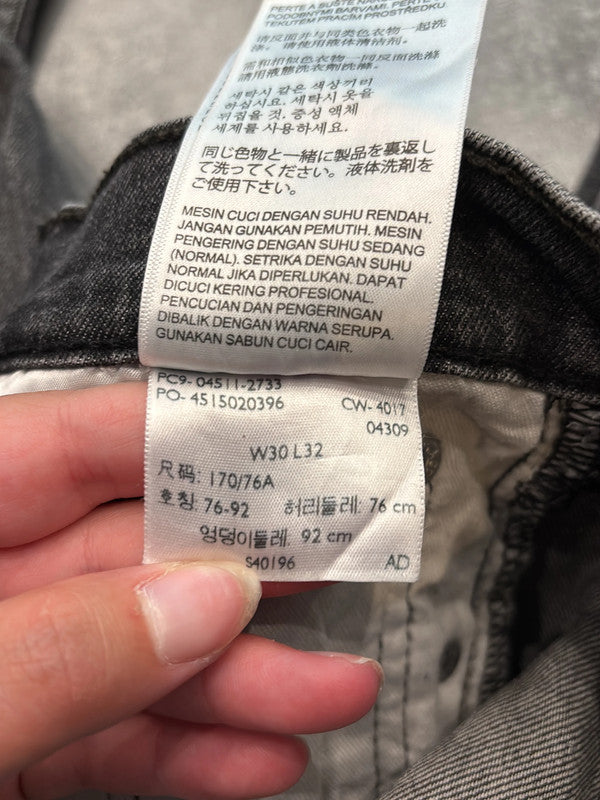 PODOBNÝMI BARVAMI. PRO
TEKUTÉM PRACÍM PROSTŘEDKU.
请反面并与同类色衣物一起洗
涤。请使用液体清洁剂。
需和相似色衣物一同反面洗滌
請用液態洗衣劑洗滌。
세탁시 같은 색상끼리
하십시요. 세탁시 옷을
뒤집을 것. 중성 액체
세제를 사용하세요.
同じ色物と一緒に製品を裏返し
て洗ってください。液体洗剤を
ご使用下さい。
MESIN CUCI DENGAN SUHU RENDAH.
JANGAN GUNAKAN PEMUTIH. MESIN
PENGERING DENGAN SUHU SEDANG
(NORMAL). SETRIKA DENGAN SUHU
NORMAL JIKA DIPERLUKAN. DAPAT
DICUCI KERING PROFESIONAL.
PENCUCIAN DAN PENGERINGAN
DIBALIK DENGAN WARNA SERUPA.
GUNAKAN SABUN CUCI CAIR.
PC9- 04511-2733
PO- 4515020396 CW- 4017
04309
W30 L32
尺码: 170/76A
호칭: 76-92 허리둘레: 76 cm
엉덩이둘레: 92 cm
S40196 AD